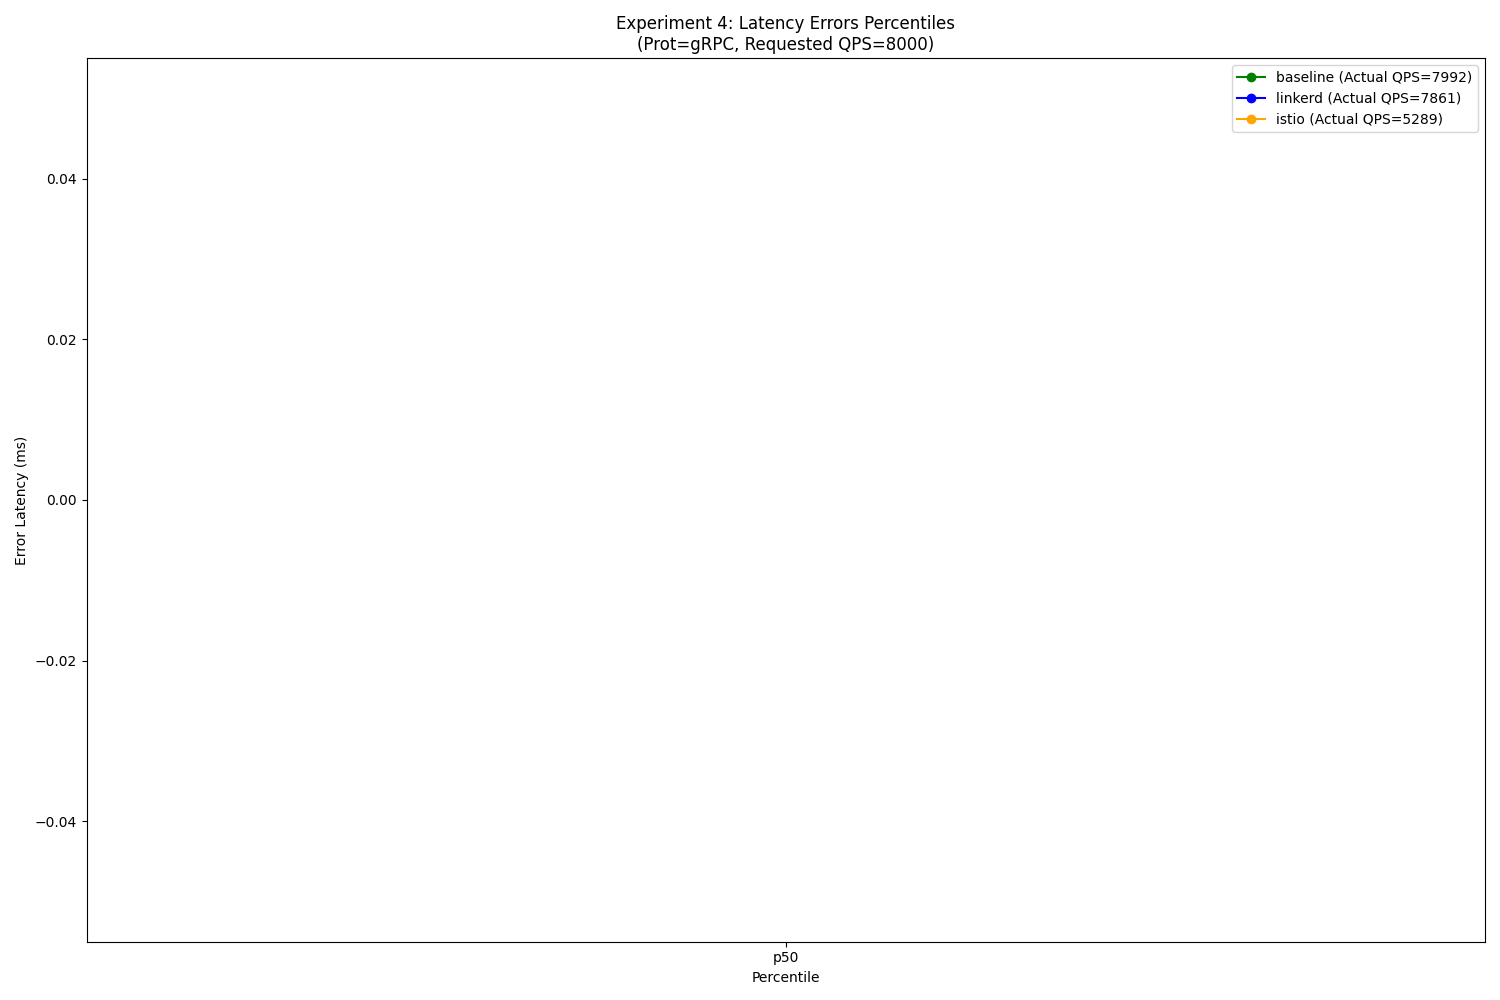 Experiment 4: Latency Errors Percentiles
(Prot=gRPC, Requested QPS=8000)
baseline (Actual QPS=7992)
linkerd (Actual QPS=7861)
istio (Actual QPS=5289)
0.04
0.02
0.00
−0.02
−0.04
Error Latency (ms)
p50
Percentile